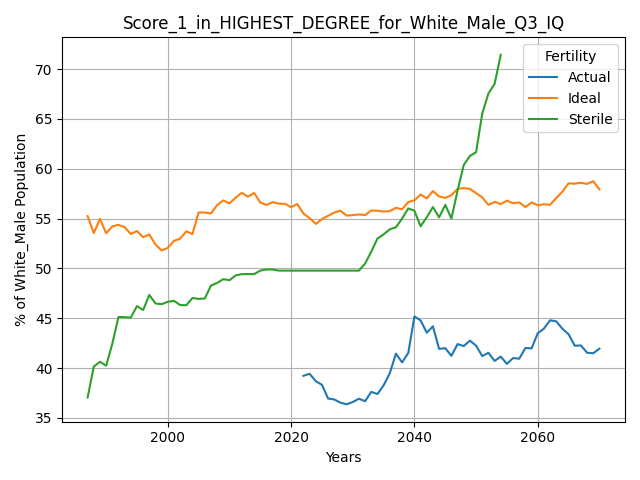 Score_1_in_HIGHEST_DEGREE_for_White_Male_Q3_IQ
% of White_Male Population
70
65
60
55
50
45
40
35
Fertility
Actual
Ideal
Sterile
2000
2020
2040
2060
Years